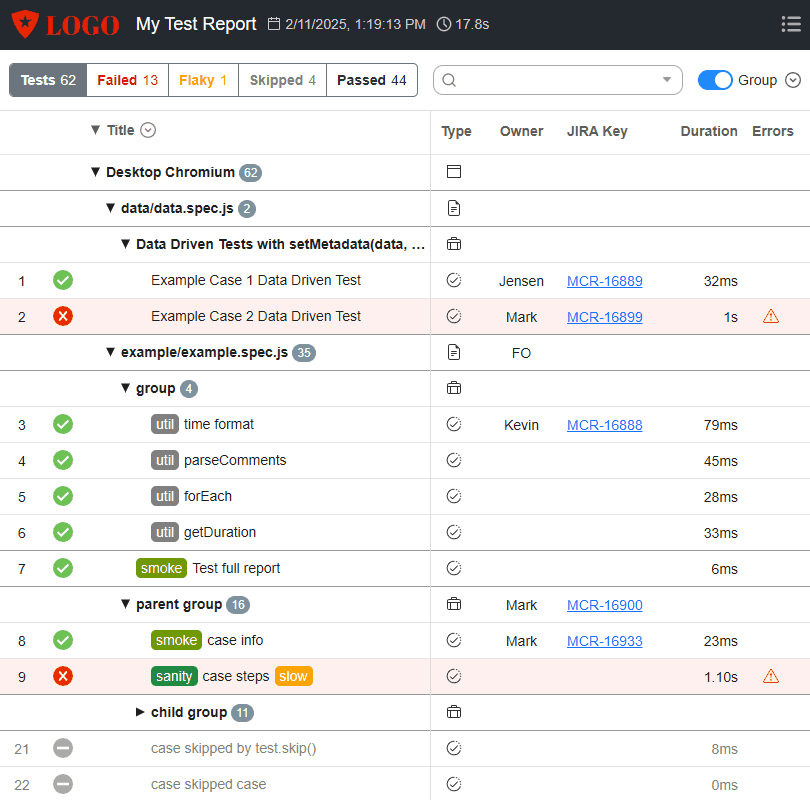 LOGO My Test Report 2/11/2025, 1:19:13 PM 17.8s
Tests 62 Failed 13 Flaky 1 Skipped 4 Passed 44 Group
Title Type Owner JIRA Key Duration Errors
Desktop Chromium 62
data/data.spec.js 2
Data Driven Tests with setMetadata(data, ...
1 Example Case 1 Data Driven Test Jensen MCR-16889 32ms
2 Example Case 2 Data Driven Test Mark MCR-16899 1s
example/example.spec.js 35 FO
group 4
3 util time format Kevin MCR-16888 79ms
4 util parseComments 45ms
5 util forEach 28ms
6 util getDuration 33ms
7 smoke Test full report 6ms
parent group 16 Mark MCR-16900
8 smoke case info Mark MCR-16933 23ms
9 sanity case steps slow 1.10s
child group 11
21 case skipped by test.skip() 8ms
22 case skipped case 0ms